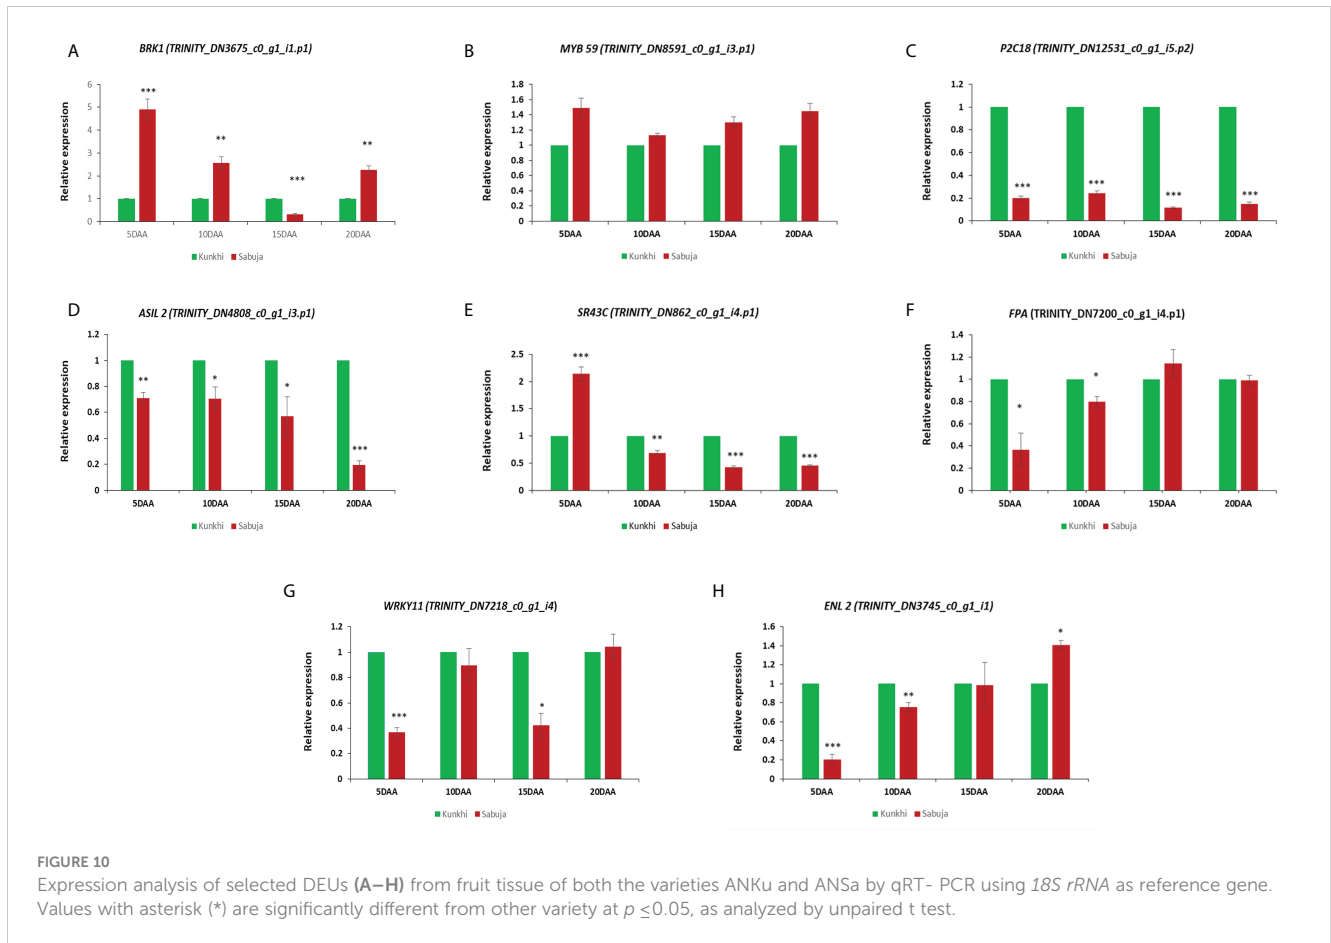 A
BRK1 (TRINITY_DN3675_c0_g1_i1.p1)
Relative expression
6
5
4
3
2
1
0
***
**
***
**
5DAA 10DAA 15DAA 20DAA
Kunkhi Sabuja
B
MYB 59 (TRINITY_DN8591_c0_g1_i3.p1)
Relative expression
1.8
1.6
1.4
1.2
1
0.8
0.6
0.4
0.2
0
5DAA 10DAA 15DAA 20DAA
Kunkhi Sabuja
C
P2C18 (TRINITY_DN12531_c0_g1_i5.p2)
Relative expression
1.2
1
0.8
0.6
0.4
0.2
0
***
***
***
***
5DAA 10DAA 15DAA 20DAA
Kunkhi Sabuja
D
ASIL 2 (TRINITY_DN4808_c0_g1_i3.p1)
Relative expression
1.2
1
0.8
0.6
0.4
0.2
0
**
*
*
***
5DAA 10DAA 15DAA 20DAA
Kunkhi Sabuja
E
SR43C (TRINITY_DN862_c0_g1_i4.p1)
Relative expression
2.5
2
1.5
1
0.5
0
***
**
***
***
5DAA 10DAA 15DAA 20DAA
Kunkhi Sabuja
F
FPA (TRINITY_DN7200_c0_g1_i4.p1)
Relative expression
1.4
1.2
1
0.8
0.6
0.4
0.2
0
*
*
5DAA 10DAA 15DAA 20DAA
Kunkhi Sabuja
G
WRKY11 (TRINITY_DN7218_c0_g1_i4)
Relative expression
1.2
1
0.8
0.6
0.4
0.2
0
***
*
5DAA 10DAA 15DAA 20DAA
Kunkhi Sabuja
H
ENL 2 (TRINITY_DN3745_c0_g1_i1)
Relative expression
1.6
1.4
1.2
1
0.8
0.6
0.4
0.2
0
***
**
*
5DAA 10DAA 15DAA 20DAA
Kunkhi Sabuja
FIGURE 10
Expression analysis of selected DEUs (A–H) from fruit tissue of both the varieties ANKu and ANSa by qRT- PCR using 18S rRNA as reference gene.
Values with asterisk (*) are significantly different from other variety at p ≤0.05, as analyzed by unpaired t test.